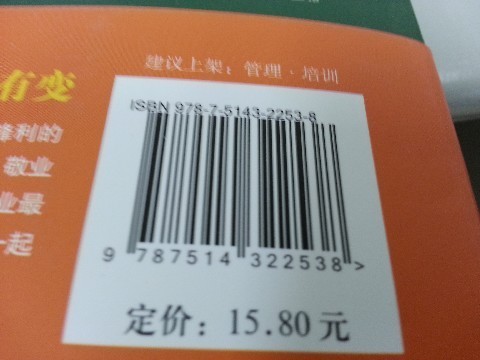 建议上架：管理·培训
有变
锋利的
敬业
业最
一起
ISBN 978-7-5143-2253-8
9 787514 322538 >
定价：15.80元